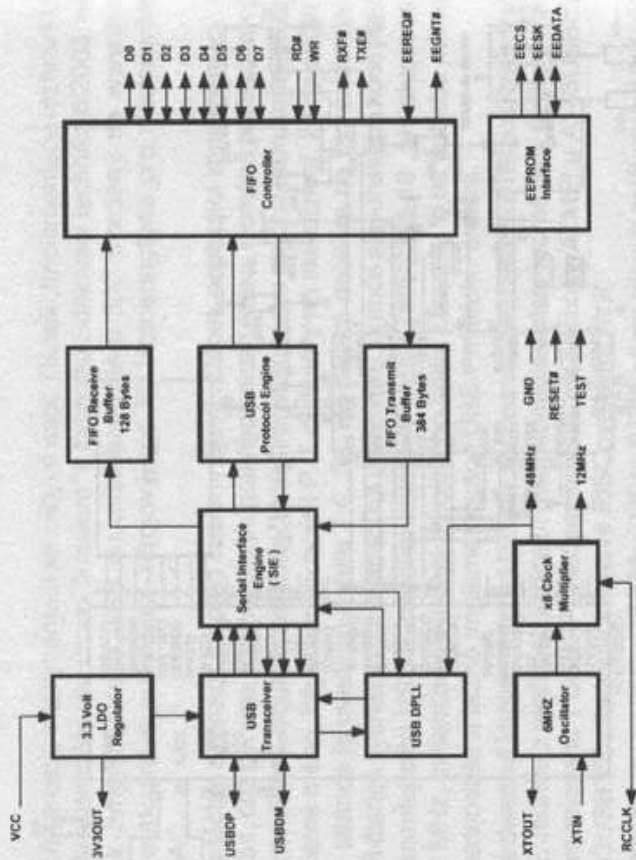 VCC
3V3OUT
USBDP
USBDM
XTOUT
XTIN
RCCLK
3.3 Volt
LDO
Regulator
USB
Transceiver
USB DPLL
6MHZ
Oscillator
Serial Interface
Engine
( SIE )
x8 Clock
Multiplier
48MHz
12MHz
GND
RESET#
TEST
FIFO Receive
Buffer
128 Bytes
USB
Protocol Engine
FIFO Transmit
Buffer
384 Bytes
FIFO
Controller
EEPROM
Interface
D0
D1
D2
D3
D4
D5
D6
D7
RD#
WR
RXF#
TXE#
EEREQ#
EEGNT#
EECS
EESK
EEDATA